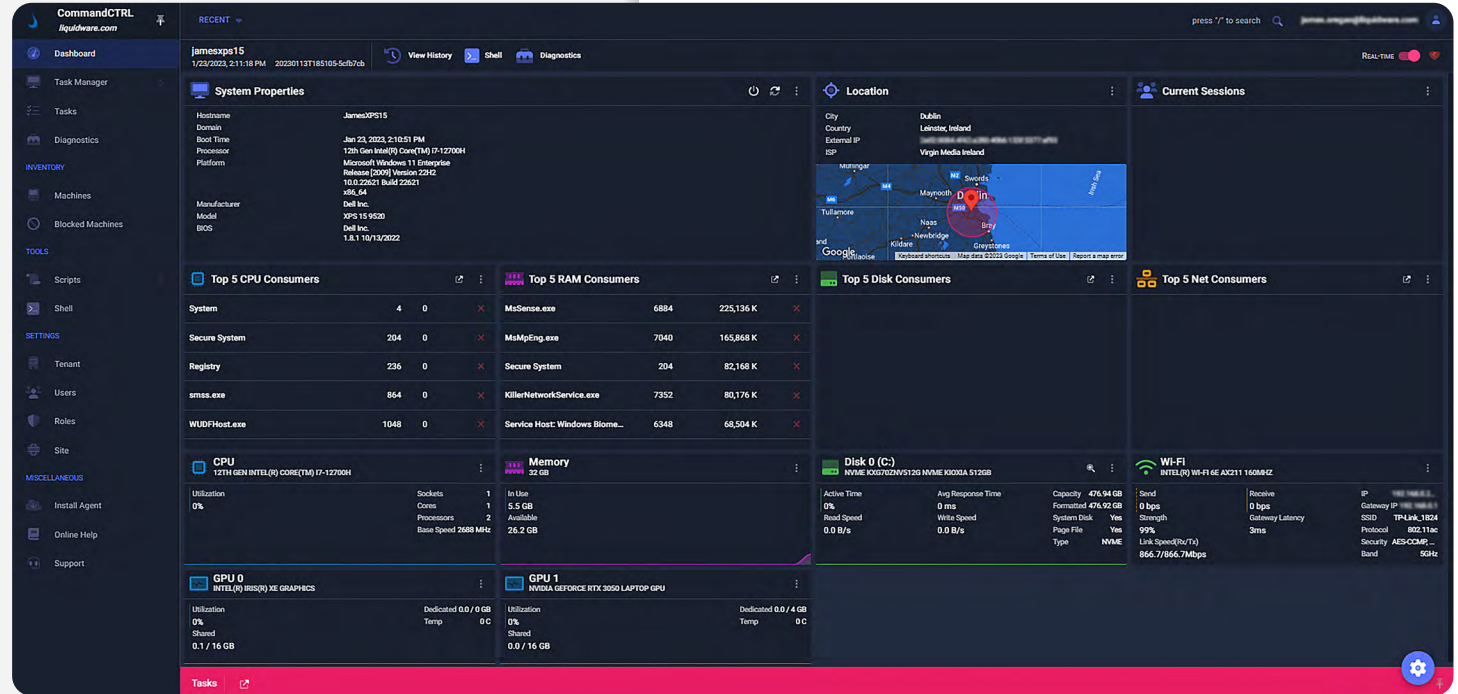 CommandCTRL
liquidware.com
RECENT
press "/" to search
Dashboard
Task Manager
Tasks
Diagnostics
INVENTORY
Machines
Blocked Machines
TOOLS
Scripts
Shell
SETTINGS
Tenant
Users
Roles
Site
MISCELLANEOUS
Install Agent
Online Help
Support
jamesxps15
1/23/2023, 2:11:18 PM 20230113T185105-5cfb7cb
View History
Shell
Diagnostics
REAL-TIME
System Properties
Hostname JamesXPS15
Domain
Boot Time Jan 23, 2023, 2:10:51 PM
Processor 12th Gen Intel(R) Core(TM) i7-12700H
Platform Microsoft Windows 11 Enterprise
Release [2009] Version 22H2
10.0.22621 Build 22621
x86_64
Manufacturer Dell Inc.
Model XPS 15 9520
BIOS Dell Inc.
1.8.1 10/13/2022
Location
City Dublin
Country Leinster, Ireland
External IP
ISP Virgin Media Ireland
Mullingar
M2 Swords
M4
Maynooth
Irish Sea
M6
M50
Tullamore
Naas
Bray
Newbridge
Kildare
Greystones
Google
Portlaoise
Keyboard shortcuts Map data ©2023 Google Terms of Use Report a map error
Current Sessions
Top 5 CPU Consumers
System 4 0
Secure System 204 0
Registry 236 0
smss.exe 864 0
WUDFHost.exe 1048 0
Top 5 RAM Consumers
MsSense.exe 6884 225,136 K
MsMpEng.exe 7040 165,868 K
Secure System 204 82,168 K
KillerNetworkService.exe 7352 80,176 K
Service Host: Windows Biome... 6348 68,504 K
Top 5 Disk Consumers
Top 5 Net Consumers
CPU
12TH GEN INTEL(R) CORE(TM) I7-12700H
Utilization
0%
Sockets 1
Cores 1
Processors 2
Base Speed 2688 MHz
Memory
32 GB
In Use
5.5 GB
Available
26.2 GB
Disk 0 (C:)
NVME KXG70ZNV512G NVME KIOXIA 512GB
Active Time Avg Response Time
0% 0 ms
Read Speed Write Speed
0.0 B/s 0.0 B/s
Capacity 476.94 GB
Formatted 476.92 GB
System Disk Yes
Page File Yes
Type NVME
Wi-Fi
INTEL(R) WI-FI 6E AX211 160MHZ
Send Receive
0 bps 0 bps
Strength Gateway Latency
99% 3ms
Link Speed(Rx/Tx)
866.7/866.7Mbps
IP
Gateway IP
SSID TP-Link_1B24
Protocol 802.11ac
Security AES-CCMP, ...
Band 5GHz
GPU 0
INTEL(R) IRIS(R) XE GRAPHICS
Utilization
0%
Shared
0.1 / 16 GB
Dedicated 0.0 / 0 GB
Temp 0 C
GPU 1
NVIDIA GEFORCE RTX 3050 LAPTOP GPU
Utilization
0%
Shared
0.0 / 16 GB
Dedicated 0.0 / 4 GB
Temp 0 C
Tasks